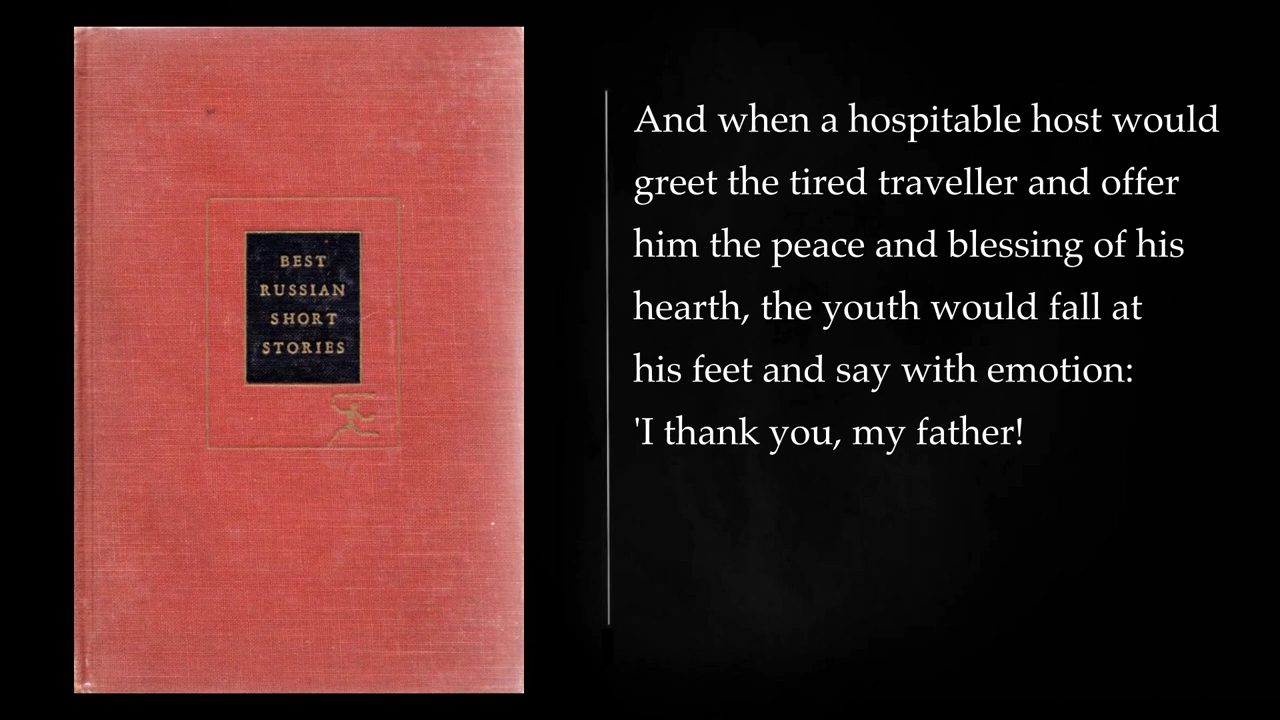 BEST
RUSSIAN
SHORT
STORIES
And when a hospitable host would
greet the tired traveller and offer
him the peace and blessing of his
hearth, the youth would fall at
his feet and say with emotion:
'I thank you, my father!